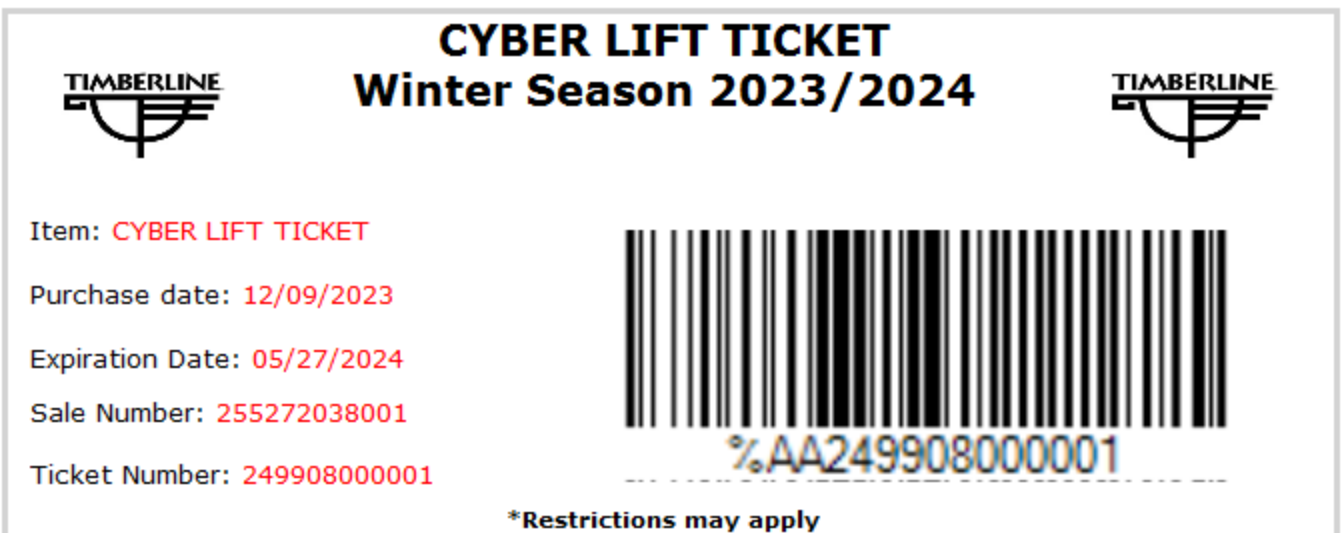 CYBER LIFT TICKET
Winter Season 2023/2024
TIMBERLINE
TIMBERLINE
Item: CYBER LIFT TICKET
Purchase date: 12/09/2023
Expiration Date: 05/27/2024
Sale Number: 255272038001
Ticket Number: 249908000001
%AA249908000001
*Restrictions may apply